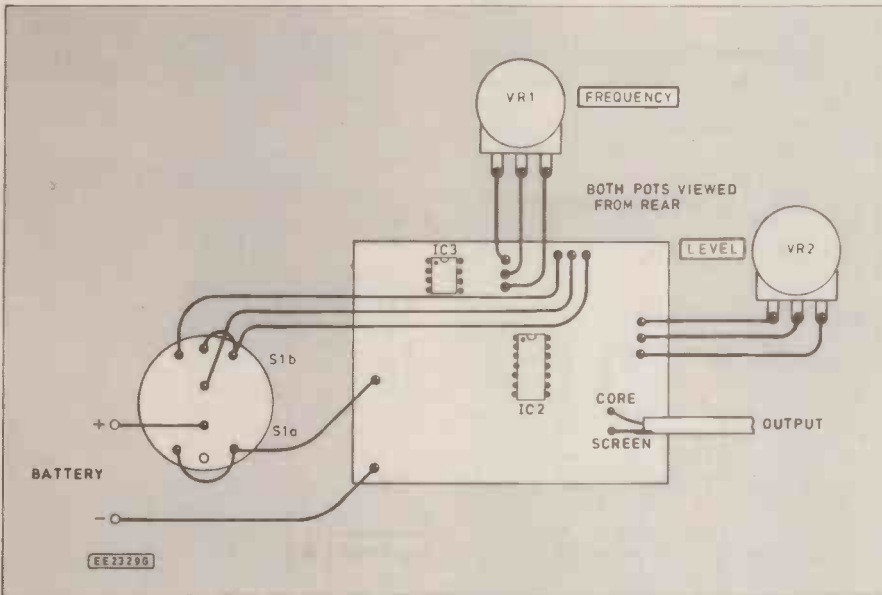 VR1
FREQUENCY
BOTH POTS VIEWED
FROM REAR
IC3
LEVEL
VR2
S1b
IC2
CORE
+
S1a
OUTPUT
SCREEN
BATTERY
-
EE2329G